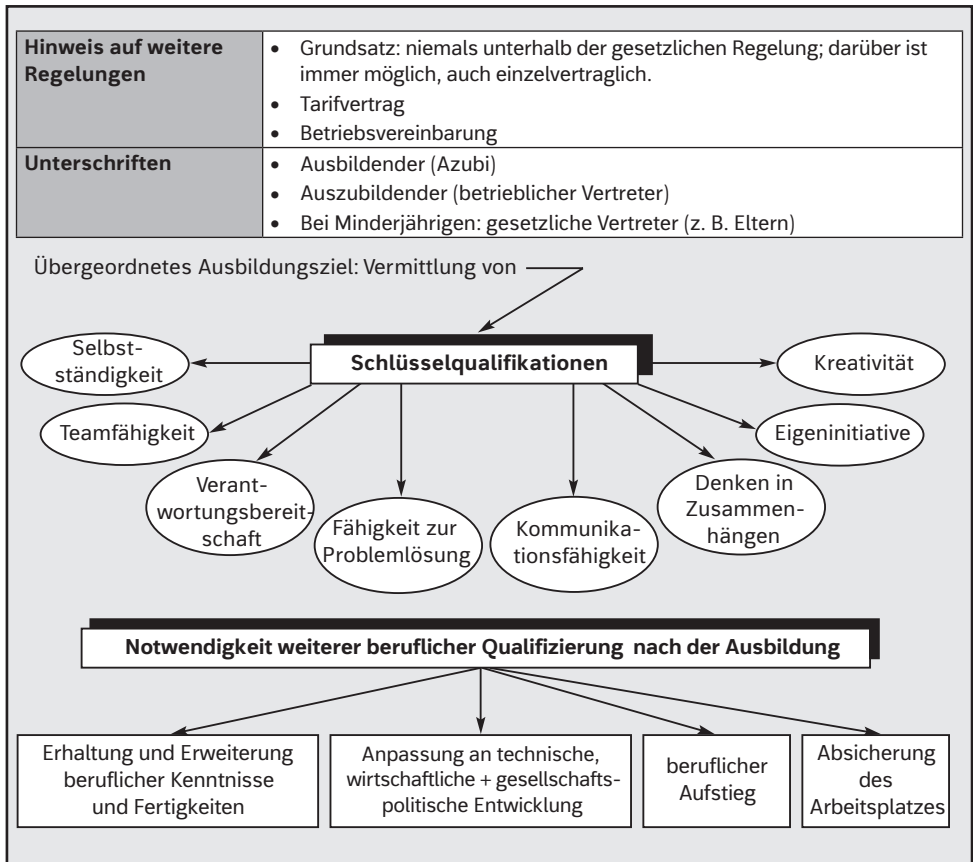 Hinweis auf weitere
Regelungen
• Grundsatz: niemals unterhalb der gesetzlichen Regelung; darüber ist
immer möglich, auch einzelvertraglich.
• Tarifvertrag
• Betriebsvereinbarung
Unterschriften
• Ausbildender (Azubi)
• Auszubildender (betrieblicher Vertreter)
• Bei Minderjährigen: gesetzliche Vertreter (z. B. Eltern)
Übergeordnetes Ausbildungsziel: Vermittlung von
Schlüsselqualifikationen
Selbst-
ständigkeit
Teamfähigkeit
Verant-
wortungsbereit-
schaft
Fähigkeit zur
Problemlösung
Kommunika-
tionsfähigkeit
Denken in
Zusammen-
hängen
Eigeninitiative
Kreativität
Notwendigkeit weiterer beruflicher Qualifizierung nach der Ausbildung
Erhaltung und Erweiterung
beruflicher Kenntnisse
und Fertigkeiten
Anpassung an technische,
wirtschaftliche + gesellschafts-
politische Entwicklung
beruflicher
Aufstieg
Absicherung
des
Arbeitsplatzes